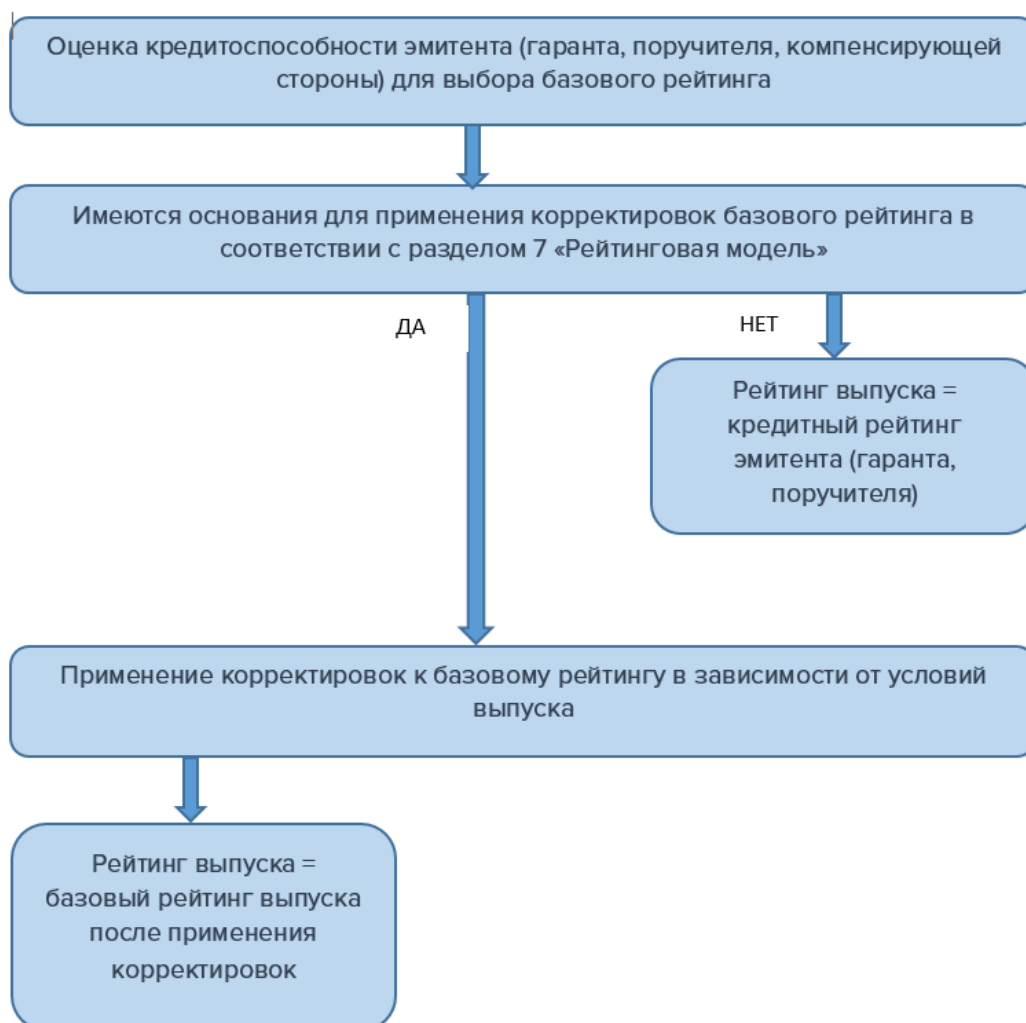 Оценка кредитоспособности эмитента (гаранта, поручителя, компенсирующей
стороны) для выбора базового рейтинга
Имеются основания для применения корректировок базового рейтинга в
соответствии с разделом 7 «Рейтинговая модель»
ДА
НЕТ
Рейтинг выпуска =
кредитный рейтинг
эмитента (гаранта,
поручителя)
Применение корректировок к базовому рейтингу в зависимости от условий
выпуска
Рейтинг выпуска =
базовый рейтинг выпуска
после применения
корректировок